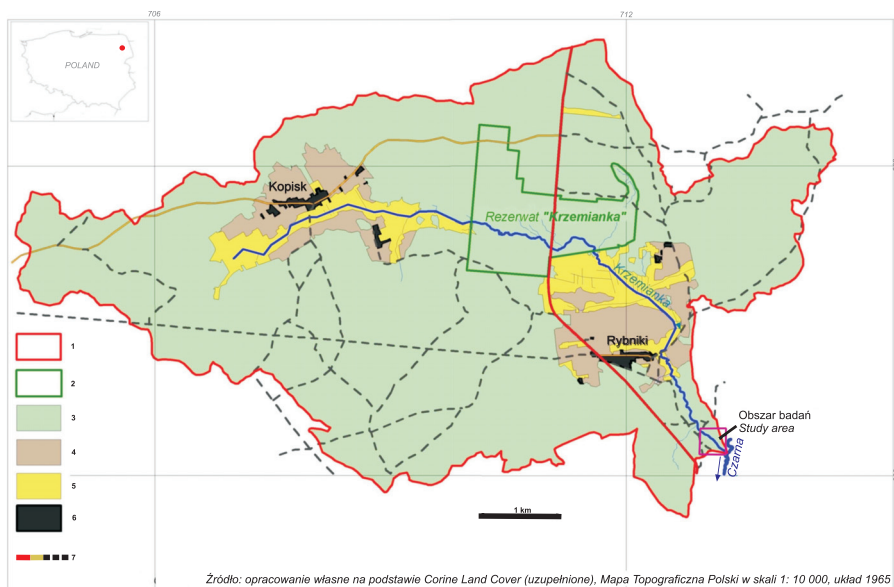 706
712
POLAND
Kopisk
Rezerwat "Krzemianka"
Krzemianka
Rybniki
1
2
3
4
5
6
7
Obszar badań
Study area
Czarna
1 km
Źródło: opracowanie własne na podstawie Corine Land Cover (uzupełnione), Mapa Topograficzna Polski w skali 1: 10 000, układ 1965